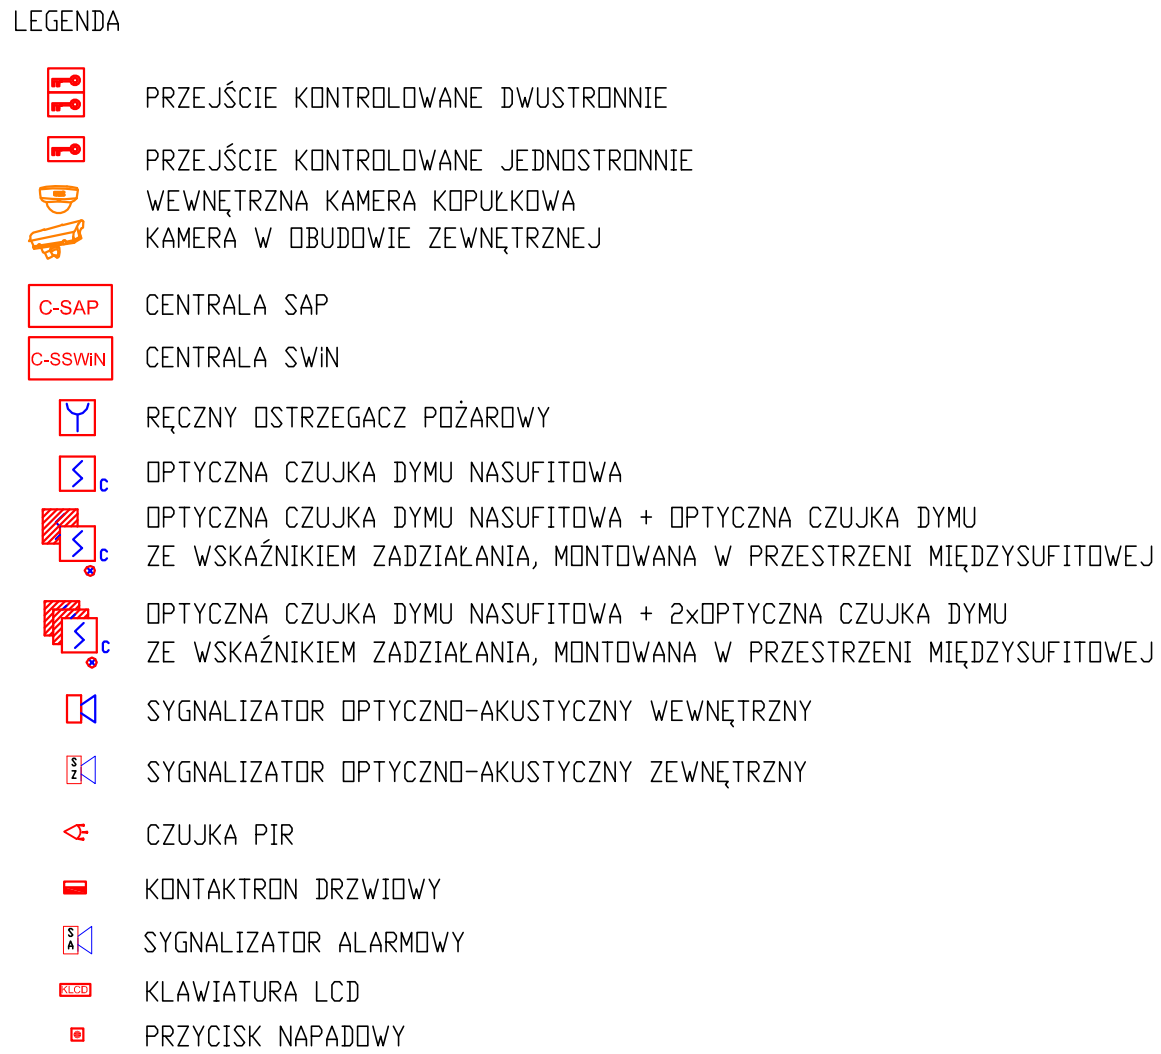 LEGENDA
PRZEJŚCIE KONTROLOWANE DWUSTRONNIE
PRZEJŚCIE KONTROLOWANE JEDNOSTRONNIE
WEWNĘTRZNA KAMERA KOPUŁKOWA
KAMERA W OBUDOWIE ZEWNĘTRZNEJ
C-SAP CENTRALA SAP
C-SSWiN CENTRALA SWiN
RĘCZNY OSTRZEGACZ POŻAROWY
C OPTYCZNA CZUJKA DYMU NASUFITOWA
OPTYCZNA CZUJKA DYMU NASUFITOWA + OPTYCZNA CZUJKA DYMU
C ZE WSKAŹNIKIEM ZADZIAŁANIA, MONTOWANA W PRZESTRZENI MIĘDZYSUFITOWEJ
OPTYCZNA CZUJKA DYMU NASUFITOWA + 2xOPTYCZNA CZUJKA DYMU
C ZE WSKAŹNIKIEM ZADZIAŁANIA, MONTOWANA W PRZESTRZENI MIĘDZYSUFITOWEJ
SYGNALIZATOR OPTYCZNO-AKUSTYCZNY WEWNĘTRZNY
SZ SYGNALIZATOR OPTYCZNO-AKUSTYCZNY ZEWNĘTRZNY
CZUJKA PIR
KONTAKTRON DRZWIOWY
SA SYGNALIZATOR ALARMOWY
KLCD KLAWIATURA LCD
PRZYCISK NAPADOWY